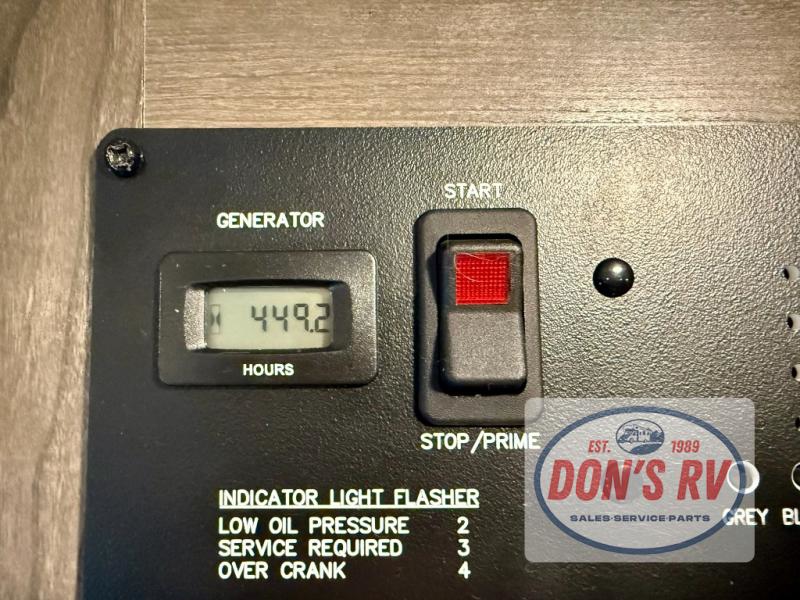 START
GENERATOR
449.2
HOURS
STOP/PRIME
INDICATOR LIGHT FLASHER
LOW OIL PRESSURE 2
SERVICE REQUIRED 3
OVER CRANK 4
EST. 1989
DON'S RV
SALES·SERVICE·PARTS
GREY